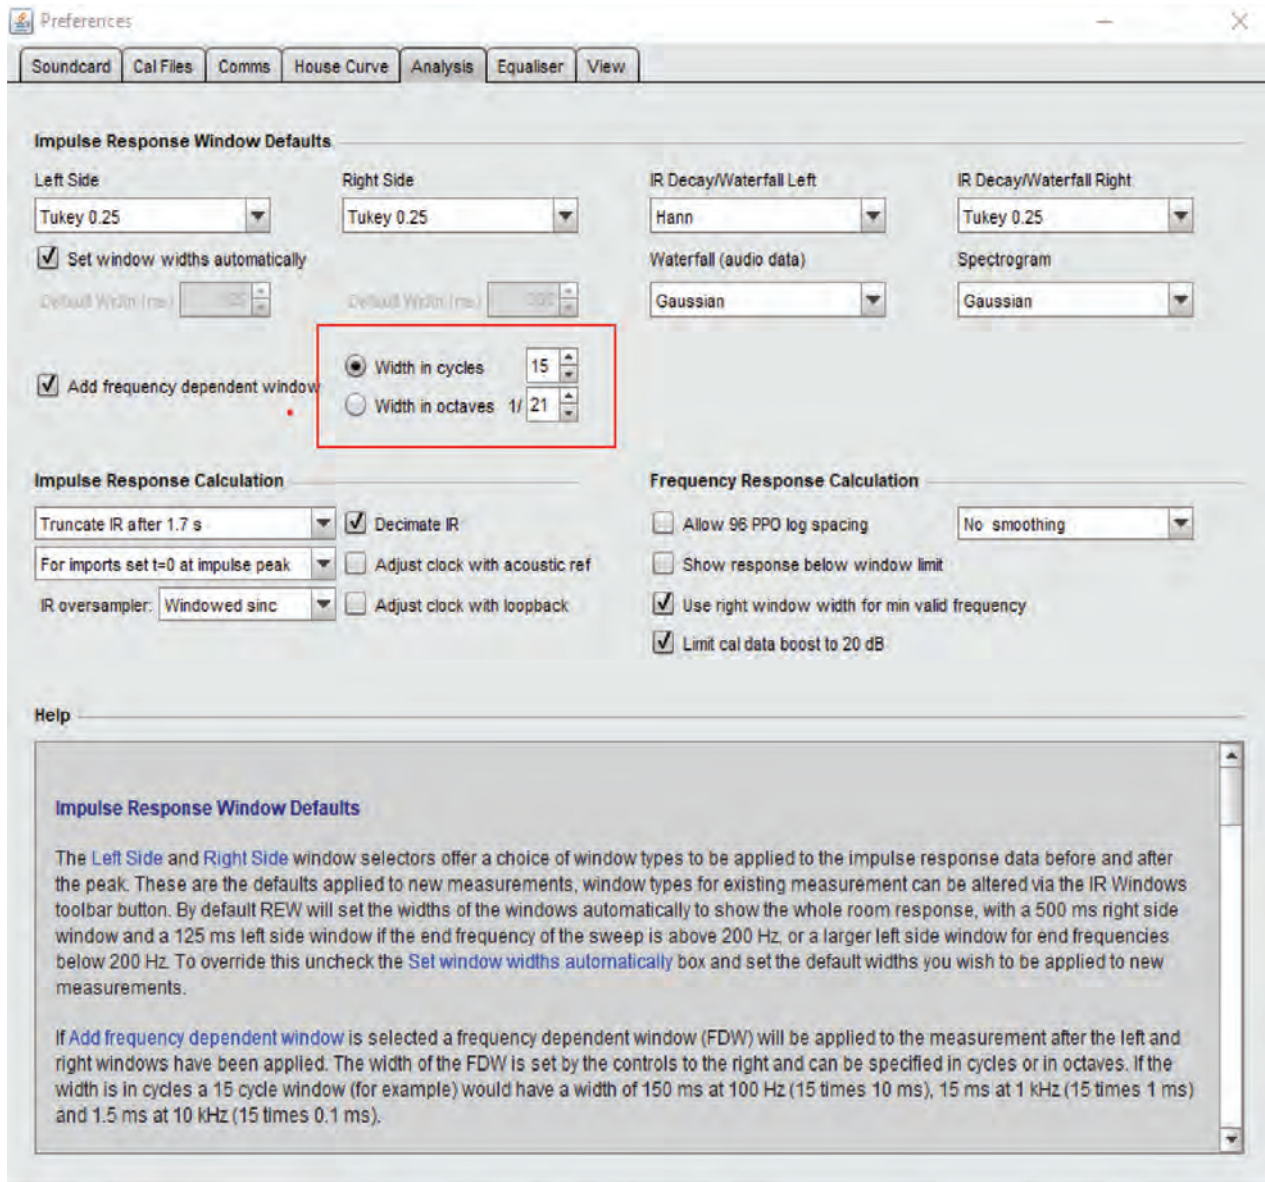 Preferences
Soundcard Cal Files Comms House Curve Analysis Equaliser View
Impulse Response Window Defaults
Left Side Right Side IR Decay/Waterfall Left IR Decay/Waterfall Right
Tukey 0.25 Tukey 0.25 Hann Tukey 0.25
Set window widths automatically Waterfall (audio data) Spectrogram
Default Width (ms) Default Width (ms) Gaussian Gaussian
Width in cycles 15
Add frequency dependent window
Width in octaves 1/ 21
Impulse Response Calculation Frequency Response Calculation
Truncate IR after 1.7 s Decimate IR Allow 96 PPO log spacing No smoothing
For imports set t=0 at impulse peak Adjust clock with acoustic ref Show response below window limit
IR oversampler: Windowed sinc Adjust clock with loopback Use right window width for min valid frequency
Limit cal data boost to 20 dB
Help
Impulse Response Window Defaults
The Left Side and Right Side window selectors offer a choice of window types to be applied to the impulse response data before and after
the peak. These are the defaults applied to new measurements, window types for existing measurement can be altered via the IR Windows
toolbar button. By default REW will set the widths of the windows automatically to show the whole room response, with a 500 ms right side
window and a 125 ms left side window if the end frequency of the sweep is above 200 Hz, or a larger left side window for end frequencies
below 200 Hz. To override this uncheck the Set window widths automatically box and set the default widths you wish to be applied to new
measurements.
If Add frequency dependent window is selected a frequency dependent window (FDW) will be applied to the measurement after the left and
right windows have been applied. The width of the FDW is set by the controls to the right and can be specified in cycles or in octaves. If the
width is in cycles a 15 cycle window (for example) would have a width of 150 ms at 100 Hz (15 times 10 ms), 15 ms at 1 kHz (15 times 1 ms)
and 1.5 ms at 10 kHz (15 times 0.1 ms).